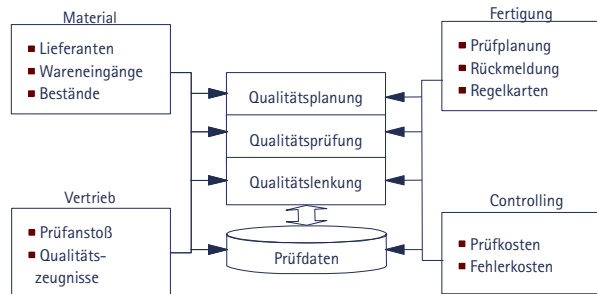 Material
Lieferanten
Wareneingänge
Bestände
Fertigung
Prüfplanung
Rückmeldung
Regelkarten
Qualitätsplanung
Qualitätsprüfung
Qualitätslenkung
Vertrieb
Prüfanstoß
Qualitäts-
zeugnisse
Prüfdaten
Controlling
Prüfkosten
Fehlerkosten